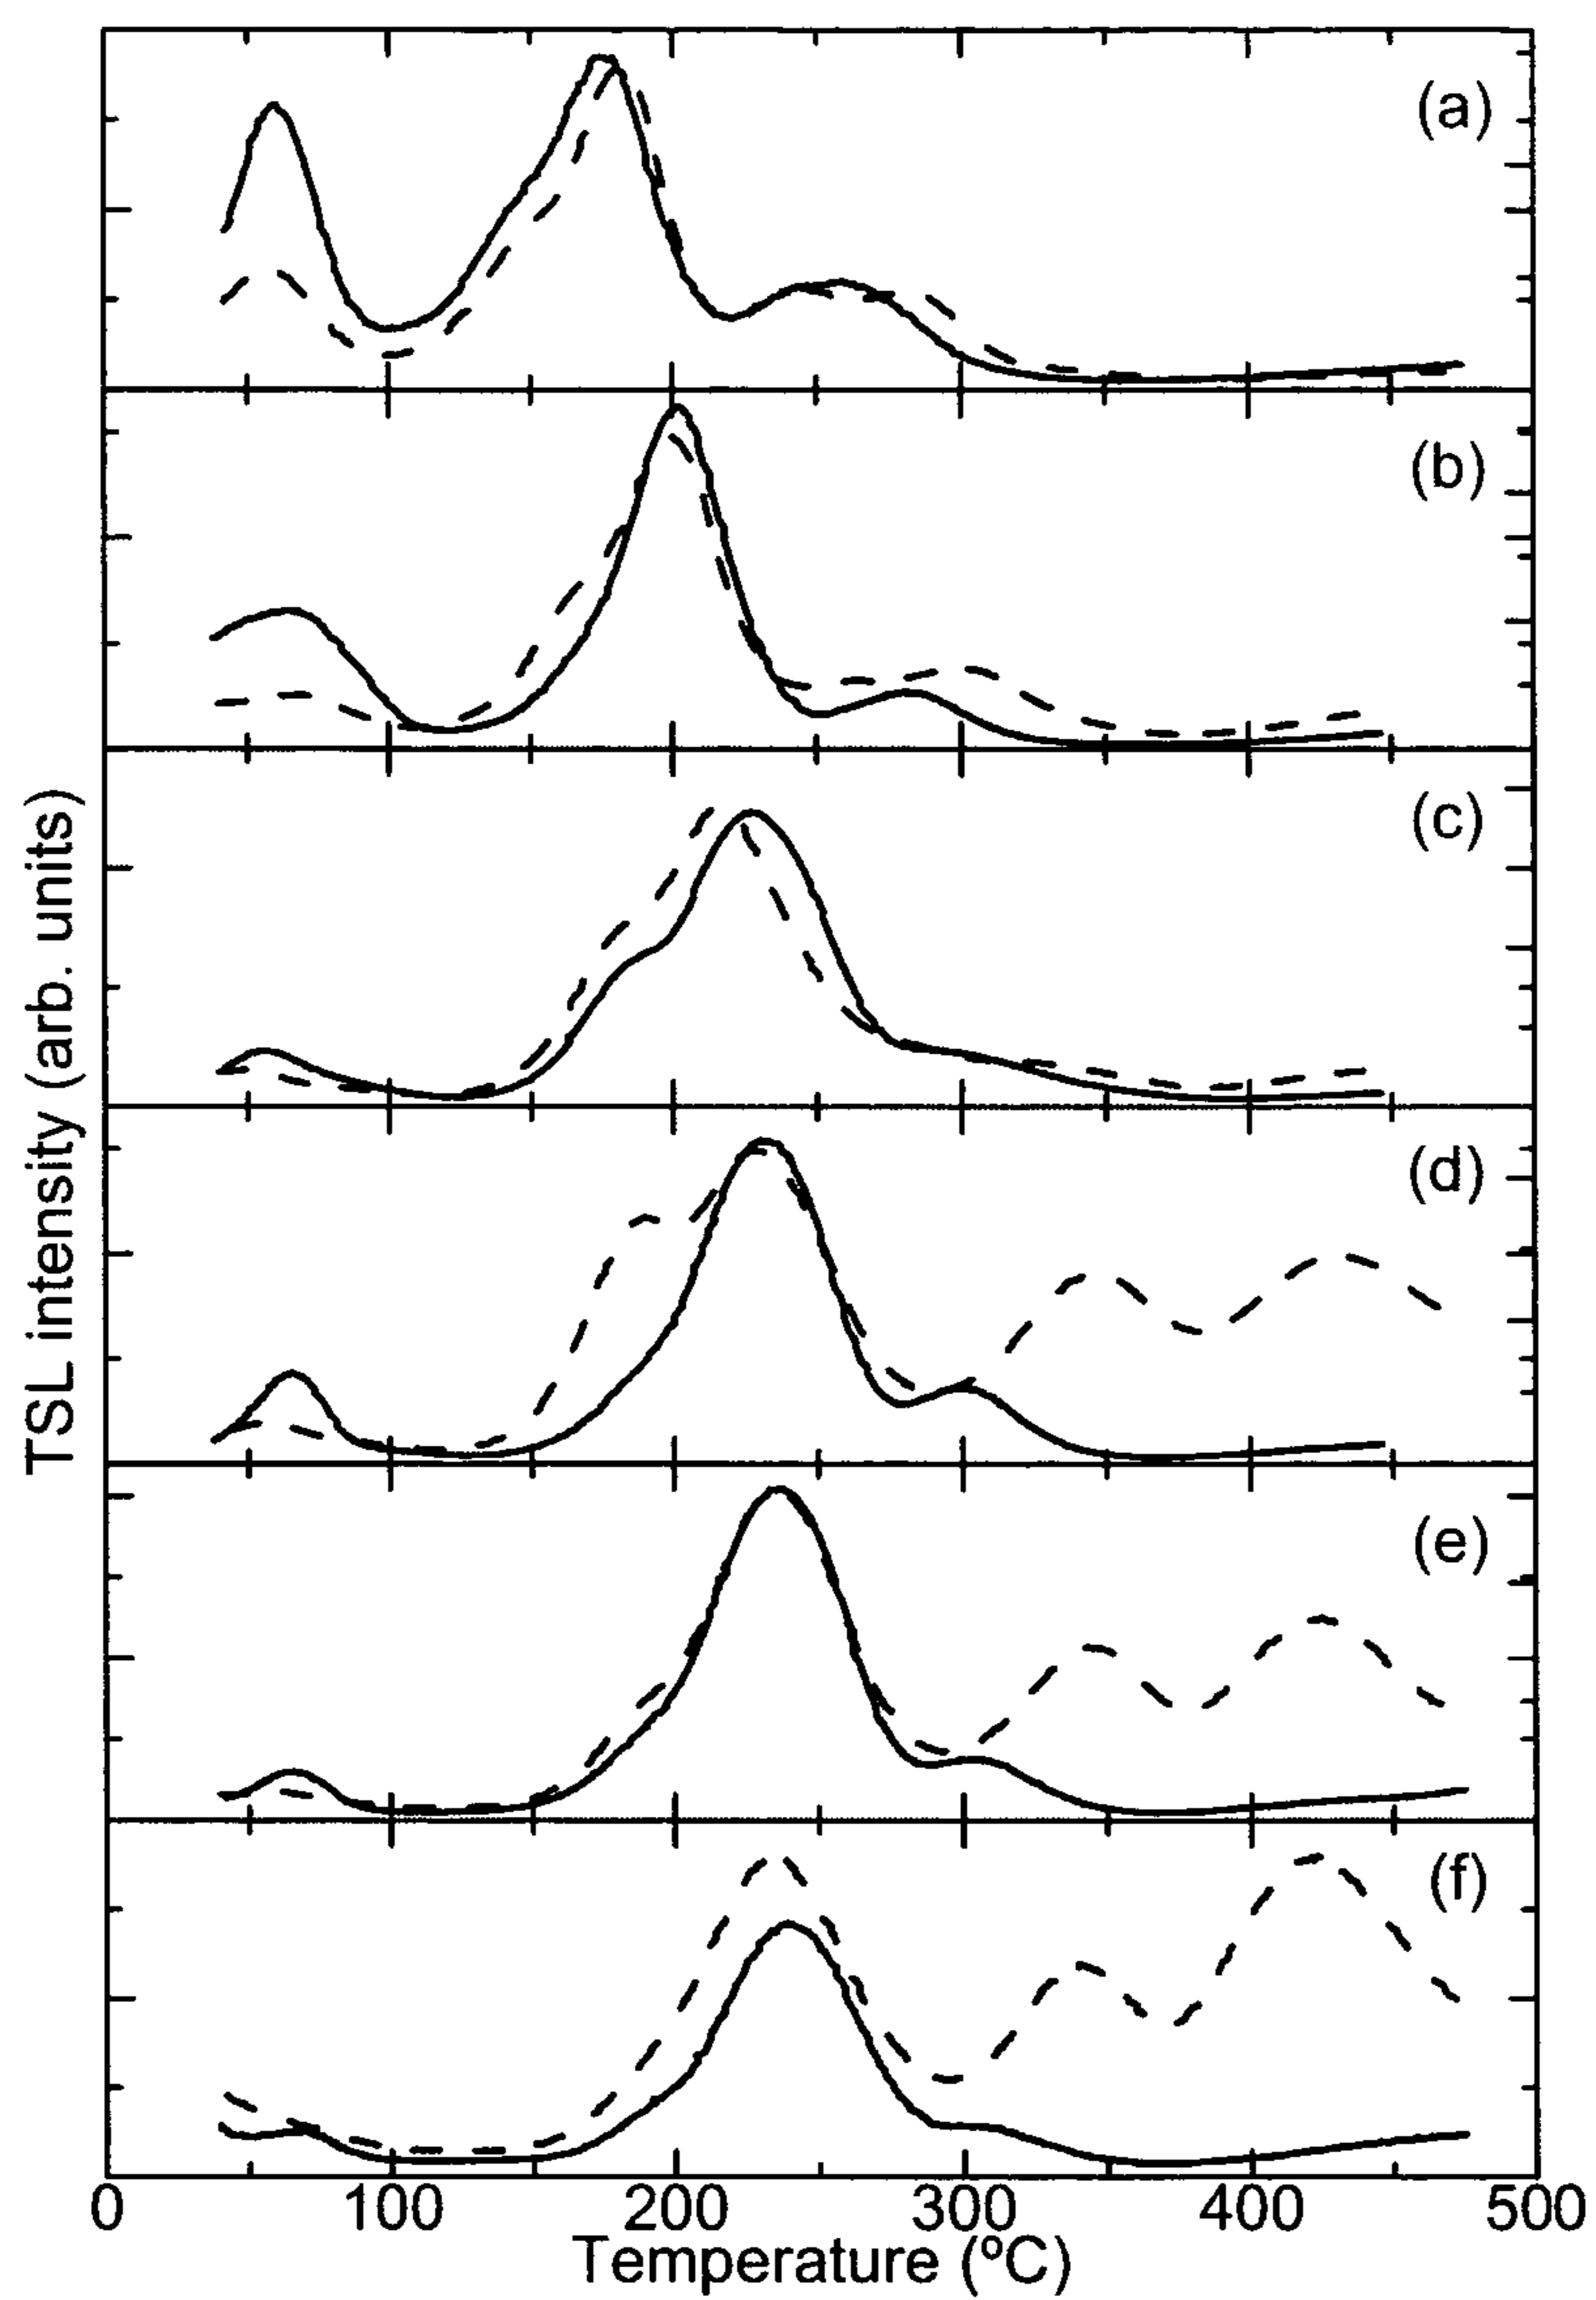 (a)
(b)
(c)
(d)
(e)
(f)
TSL intensity (arb. units)
0 100 200 300 400 500
Temperature (ºC)